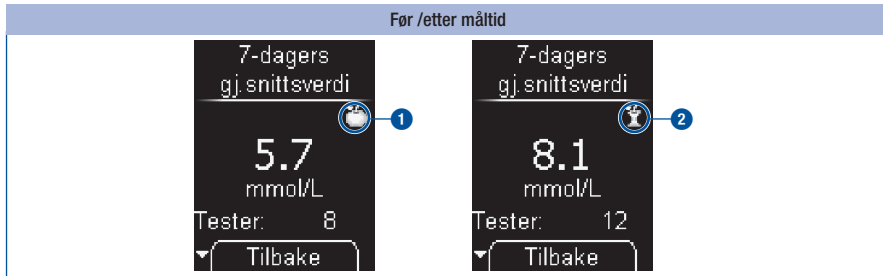 Før /etter måltid
7-dagers
gj.snittsverdi
1
5.7
mmol/L
Tester: 8
Tilbake
7-dagers
gj.snittsverdi
2
8.1
mmol/L
Tester: 12
Tilbake